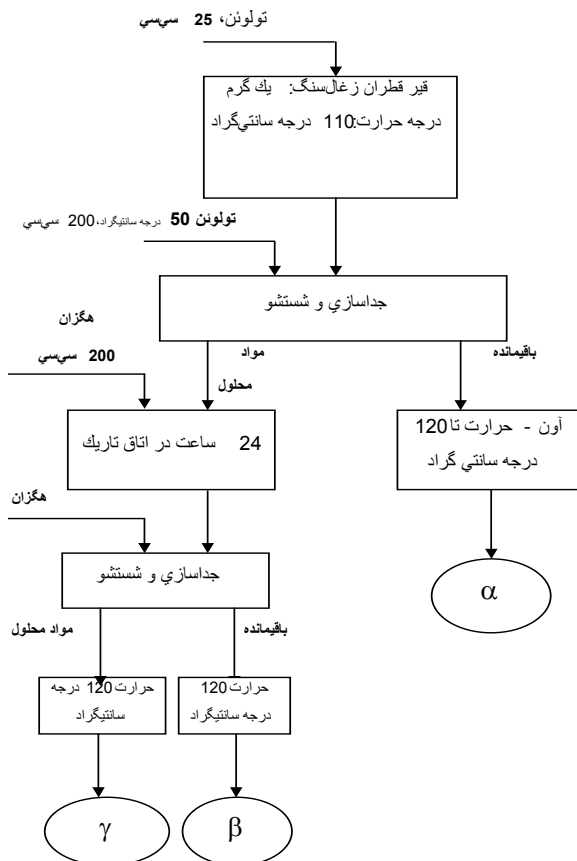 تولوئن، 25 سي‌سي
قير قطران زغال‌سنگ: يك گرم
درجه حرارت:110 درجه سانتي‌گراد
تولوئن 50 درجه سانتيگراد،200 سي‌سي
جداسازي و شستشو
هگزان
200 سي‌سي
مواد
محلول
باقيمانده
24 ساعت در اتاق تاريك
آون - حرارت تا 120
درجه سانتي گراد
هگزان
α
جداسازي و شستشو
مواد محلول
باقيمانده
حرارت 120 درجه
سانتيگراد
حرارت 120
درجه سانتيگراد
γ
β